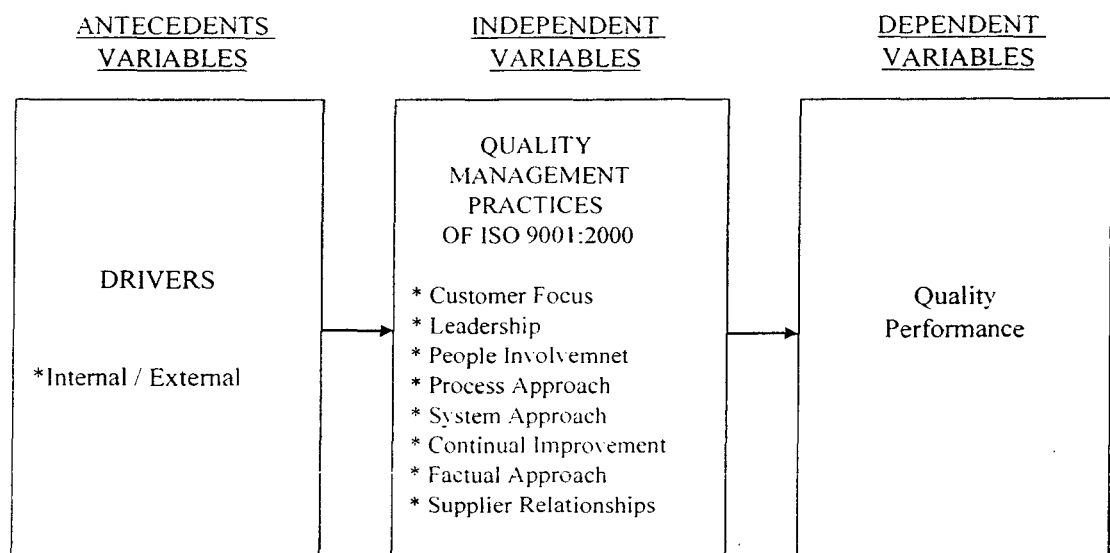 ANTECEDENTS
VARIABLES
INDEPENDENT
VARIABLES
DEPENDENT
VARIABLES
DRIVERS
*Internal / External
QUALITY
MANAGEMENT
PRACTICES
OF ISO 9001:2000
* Customer Focus
* Leadership
* People Involvemnet
* Process Approach
* System Approach
* Continual Improvement
* Factual Approach
* Supplier Relationships
Quality
Performance